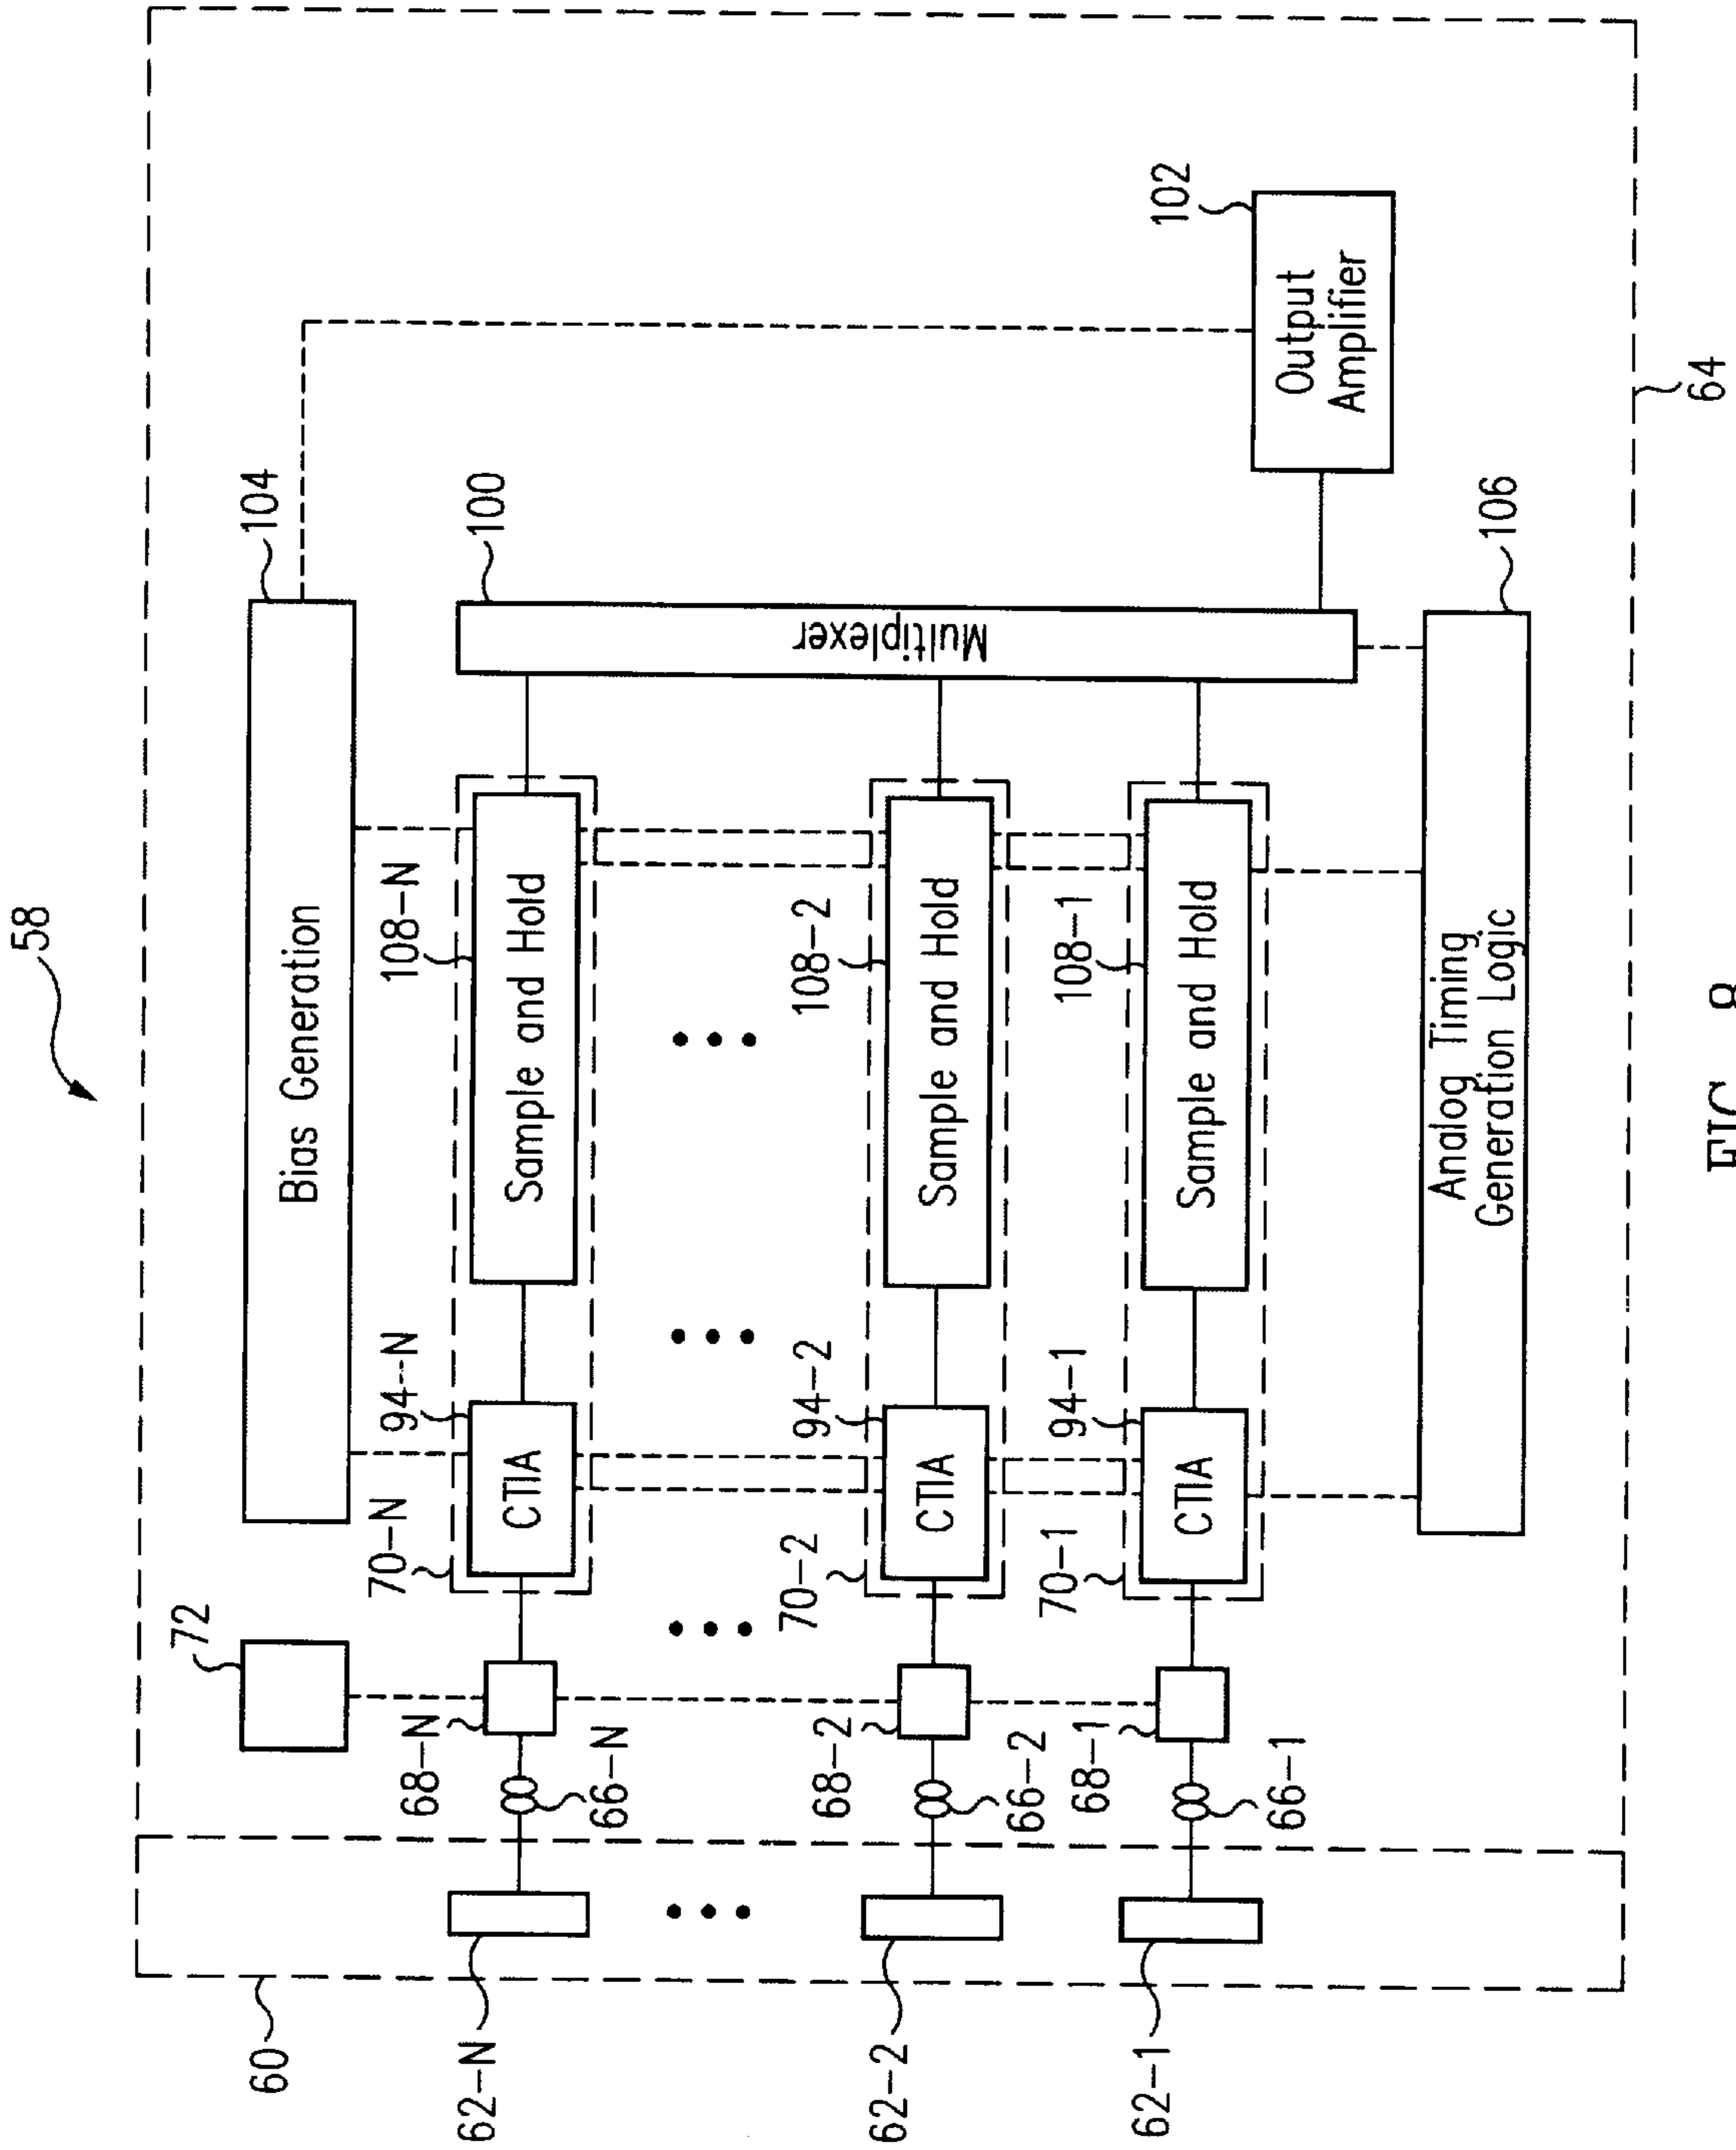 58
104
Bias Generation
72
70-N
94-N
108-N
100
CTIA
Sample and Hold
68-N
66-N
Multiplexer
102
Output
Amplifier
60
62-N
70-2
94-2
108-2
CTIA
Sample and Hold
68-2
66-2
62-2
70-1
94-1
108-1
CTIA
Sample and Hold
68-1
66-1
62-1
106
Analog Timing
Generation Logic
64
FIG. 8